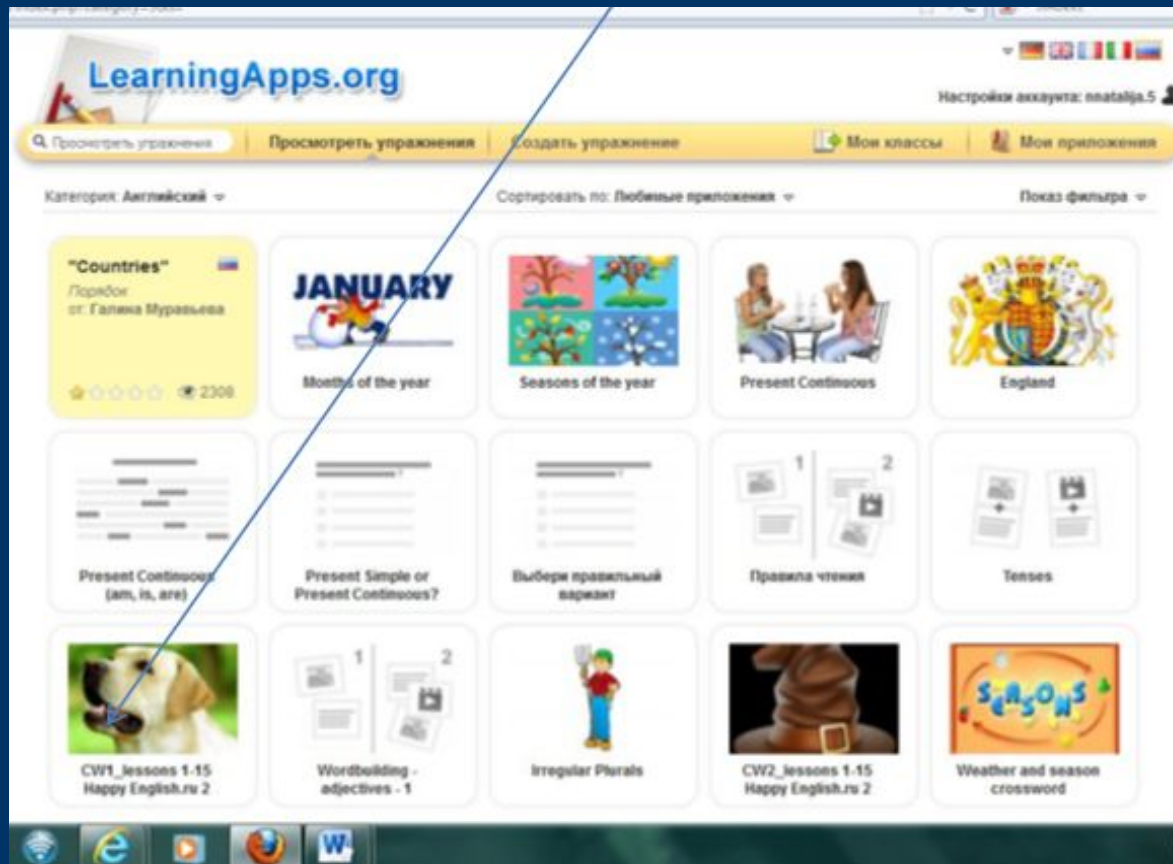 LearningApps.org
Настройки аккаунта: nnatalija.5
Просмотреть упражнения
Просмотреть упражнения
Создать упражнение
Мои классы
Мои приложения
Категория: Английский
Сортировать по: Любимые приложения
Показ фильтра
"Countries"
Порядок
от: Галина Муравьева
2308
JANUARY
Months of the year
Seasons of the year
Present Continuous
England
Present Continuous
(am, is, are)
?
Present Simple or
Present Continuous?
?
Выбери правильный
вариант
1 2
Правила чтения
Tenses
CW1_lessons 1-15
Happy English.ru 2
1 2
Wordbuilding -
adjectives - 1
Irregular Plurals
CW2_lessons 1-15
Happy English.ru 2
SEASONS
Weather and season
crossword
W